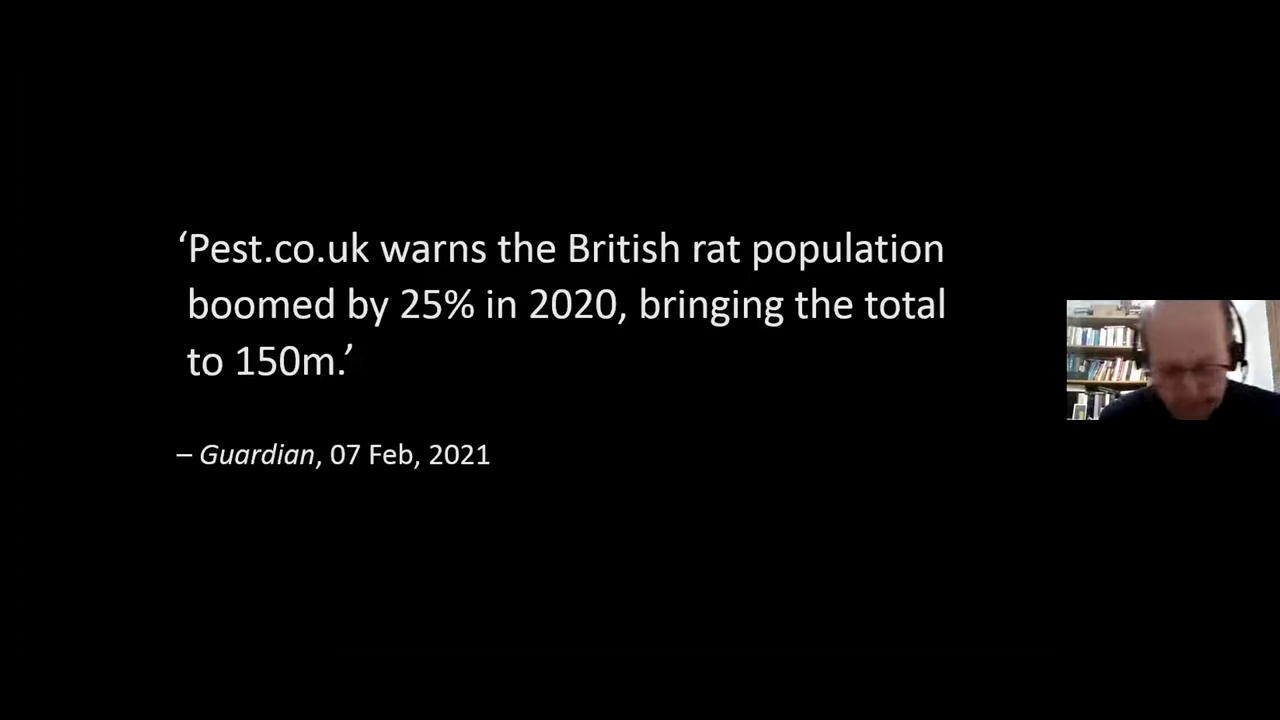 ‘Pest.co.uk warns the British rat population
boomed by 25% in 2020, bringing the total
to 150m.’
– Guardian, 07 Feb, 2021